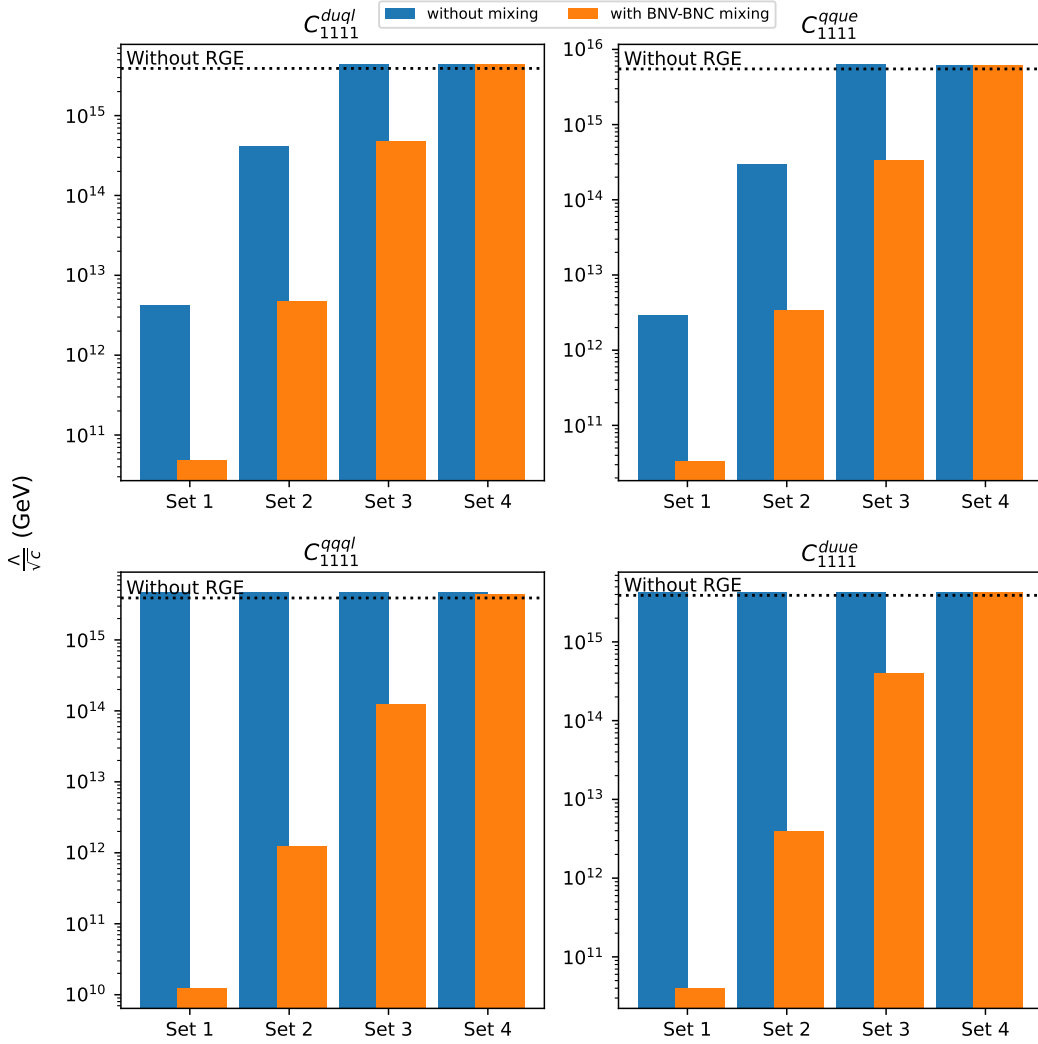 without mixing with BNV-BNC mixing
C_{1111}^{duql}
Without RGE
10^{15}
10^{14}
10^{13}
10^{12}
10^{11}
Set 1 Set 2 Set 3 Set 4
C_{1111}^{qque}
Without RGE
10^{16}
10^{15}
10^{14}
10^{13}
10^{12}
10^{11}
Set 1 Set 2 Set 3 Set 4
Λ/√c (GeV)
C_{1111}^{qqql}
Without RGE
10^{15}
10^{14}
10^{13}
10^{12}
10^{11}
10^{10}
Set 1 Set 2 Set 3 Set 4
C_{1111}^{duue}
Without RGE
10^{15}
10^{14}
10^{13}
10^{12}
10^{11}
Set 1 Set 2 Set 3 Set 4